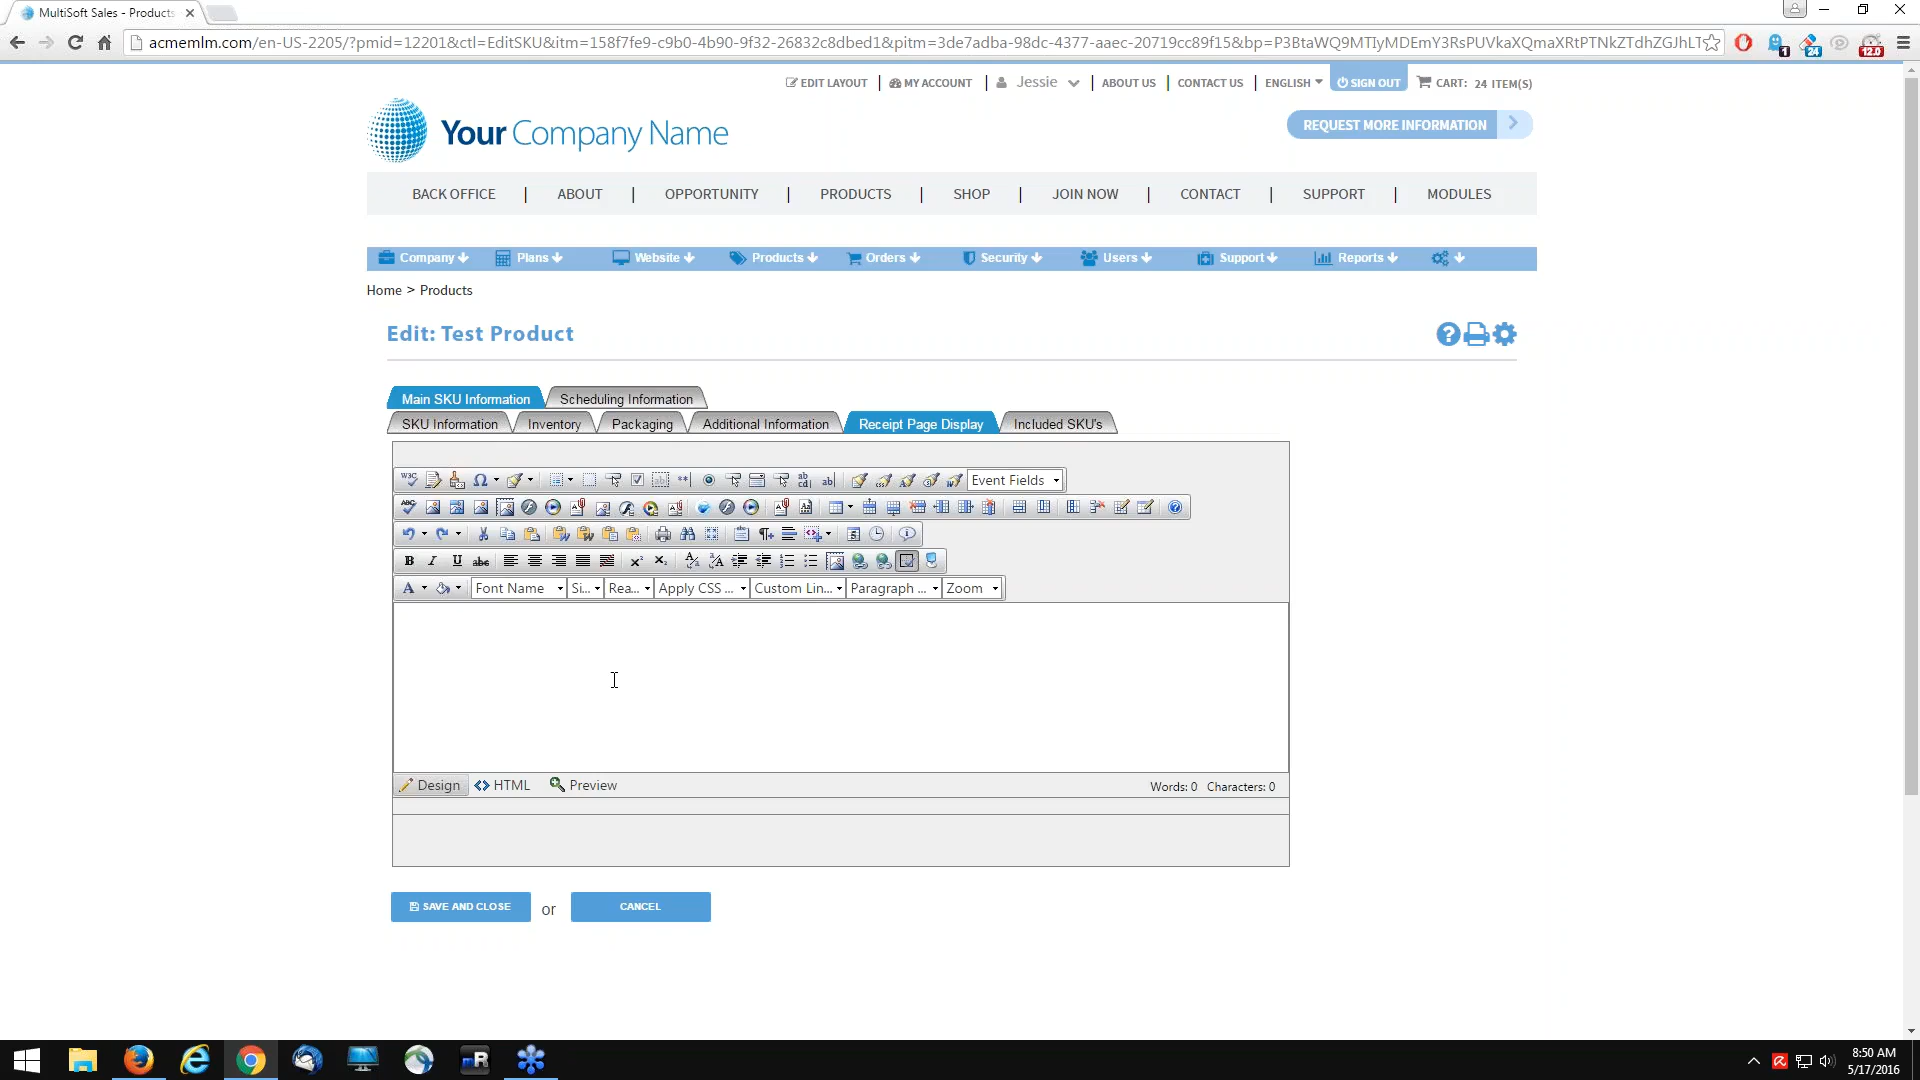 MultiSoft Sales - Products
acmemlm.com/en-US-2205/?pmid=12201&ctl=EditSKU&itm=158f7fe9-c9b0-4b90-9f32-26832c8dbed1&pitm=3de7adba-98dc-4377-aaec-20719cc89f15&bp=P3BtaWQ9MTIyMDEmY3RsPUVkaXQmaXRtPTNkZTdhZGJhLT
1
24
12.0
EDIT LAYOUT | MY ACCOUNT | Jessie | ABOUT US | CONTACT US | ENGLISH SIGN OUT CART: 24 ITEM(S)
Your Company Name
REQUEST MORE INFORMATION
BACK OFFICE | ABOUT | OPPORTUNITY | PRODUCTS | SHOP | JOIN NOW | CONTACT | SUPPORT | MODULES
Company Plans Website Products Orders Security Users Support Reports
Home > Products
Edit: Test Product
Main SKU Information Scheduling Information
SKU Information Inventory Packaging Additional Information Receipt Page Display Included SKU's
Event Fields
Font Name Si... Rea... Apply CSS ... Custom Lin... Paragraph ... Zoom
Design HTML Preview Words: 0 Characters: 0
SAVE AND CLOSE or CANCEL
mR
8:50 AM
5/17/2016